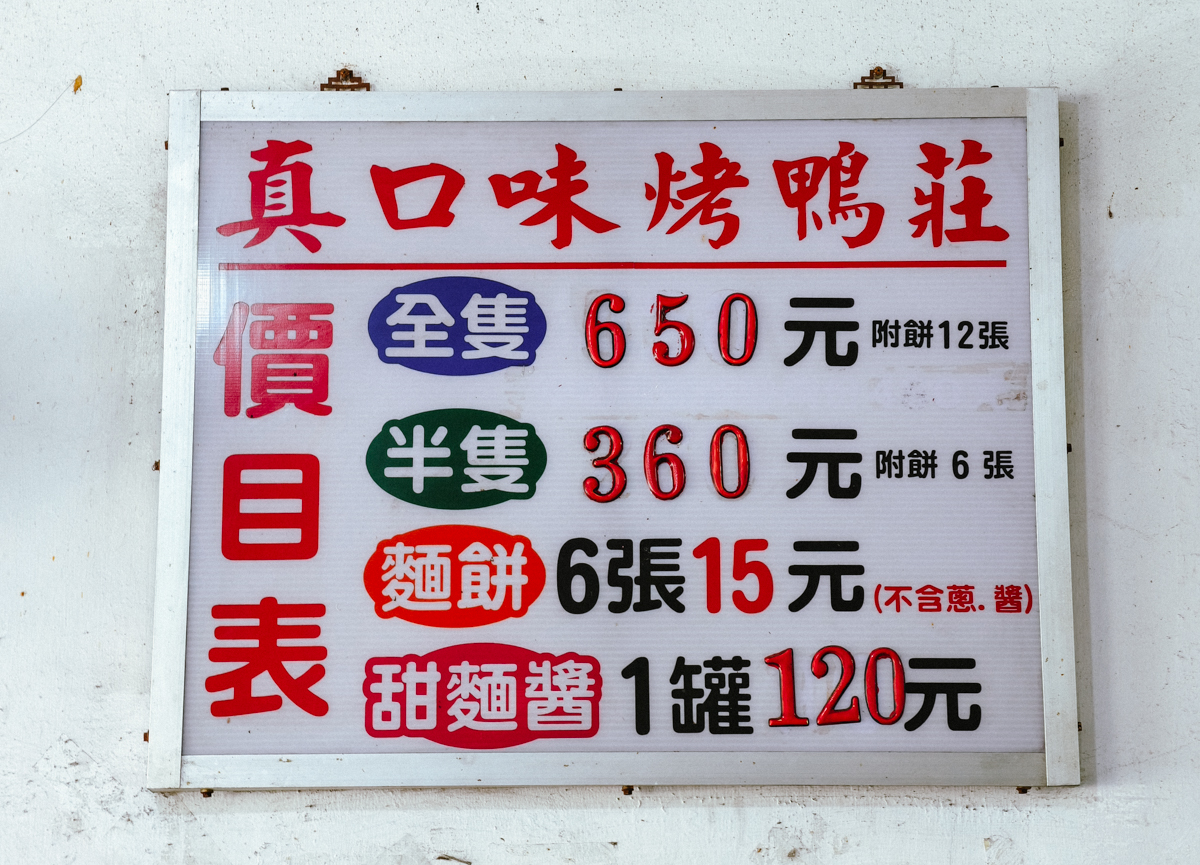 真口味烤鴨莊
價目表
全隻 650元 附餅12張
半隻 360元 附餅6張
麵餅 6張15元 (不含蔥.醬)
甜麵醬 1罐120元